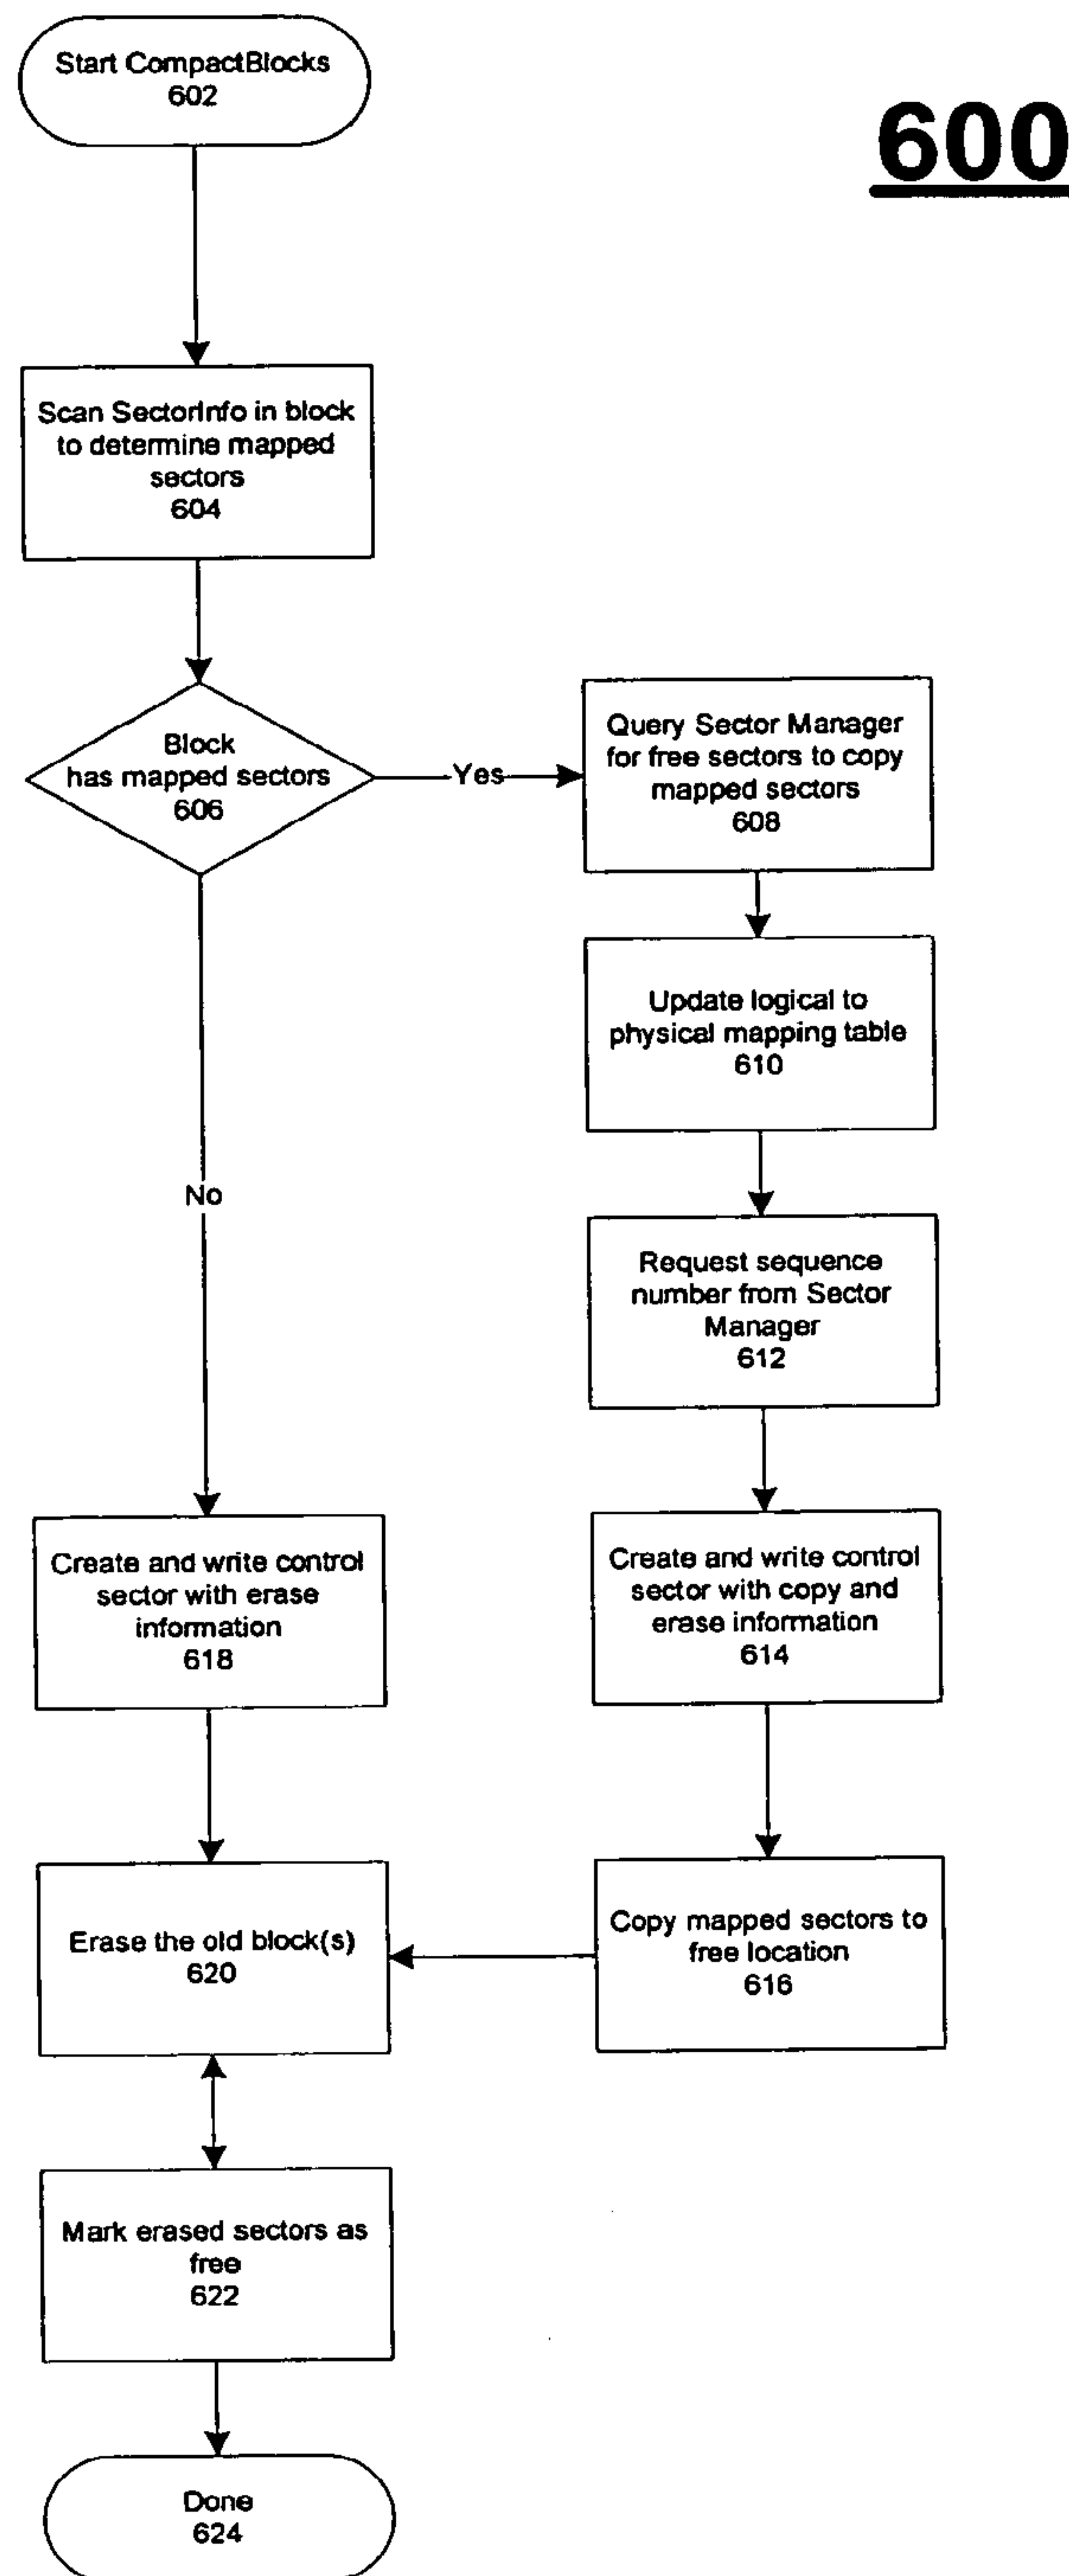 Start CompactBlocks
602
600
Scan SectorInfo in block
to determine mapped
sectors
604
Block
has mapped sectors
606
Yes
Query Sector Manager
for free sectors to copy
mapped sectors
608
Update logical to
physical mapping table
610
No
Request sequence
number from Sector
Manager
612
Create and write control
sector with erase
information
618
Create and write control
sector with copy and
erase information
614
Erase the old block(s)
620
Copy mapped sectors to
free location
616
Mark erased sectors as
free
622
Done
624